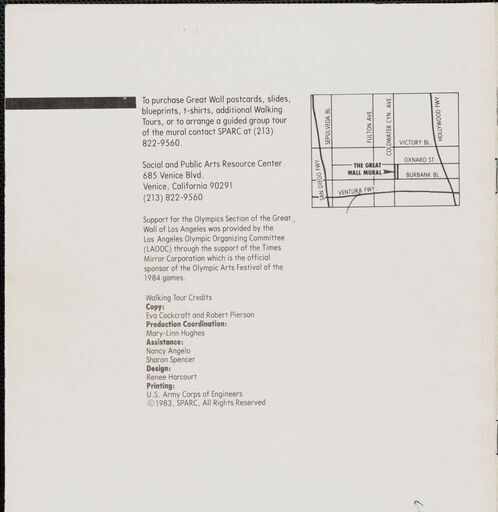 To purchase Great Wall postcards, slides,
blueprints, t-shirts, additional Walking
Tours, or to arrange a guided group tour
of the mural contact SPARC at (213)
822-9560.
Social and Public Arts Resource Center
685 Venice Blvd.
Venice, California 90291
(213) 822-9560
Support for the Olympics Section of the Great
Wall of Los Angeles was provided by the
Los Angeles Olympic Organizing Committee
(LAOOC) through the support of the Times
Mirror Corporation which is the official
sponsor of the Olympic Arts Festival of the
1984 games.
Walking Tour Credits
Copy:
Eva Cockcroft and Robert Pierson
Production Coordination:
Mary-Linn Hughes
Assistance:
Nancy Angelo
Sharon Spencer
Design:
Renee Harcourt
Printing:
U.S. Army Corps of Engineers
©1983, SPARC, All Rights Reserved
SAN DIEGO FWY
SEPULVEDA BL
FULTON AVE
COLDWATER CYN. AVE
HOLLYWOOD FWY
VICTORY BL.
OXNARD ST
THE GREAT
WALL MURAL
BURBANK BL.
VENTURA FWY